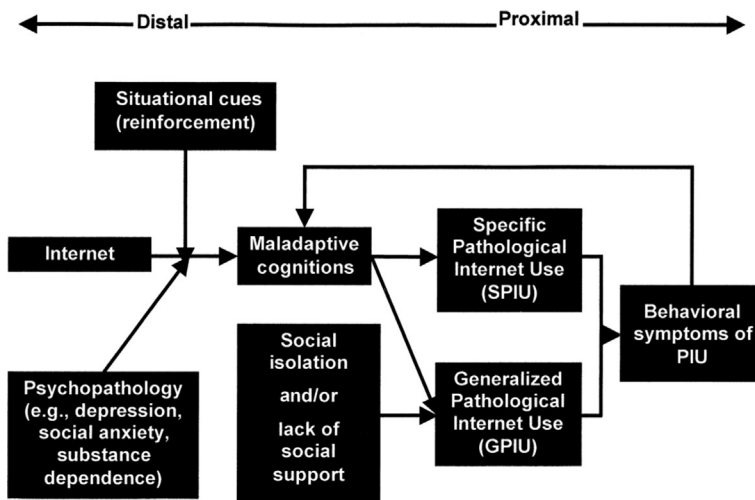 Distal
Proximal
Situational cues
(reinforcement)
Internet
Maladaptive
cognitions
Specific
Pathological
Internet Use
(SPIU)
Behavioral
symptoms of
PIU
Psychopathology
(e.g., depression,
social anxiety,
substance
dependence)
Social
isolation
and/or
lack of
social
support
Generalized
Pathological
Internet Use
(GPIU)